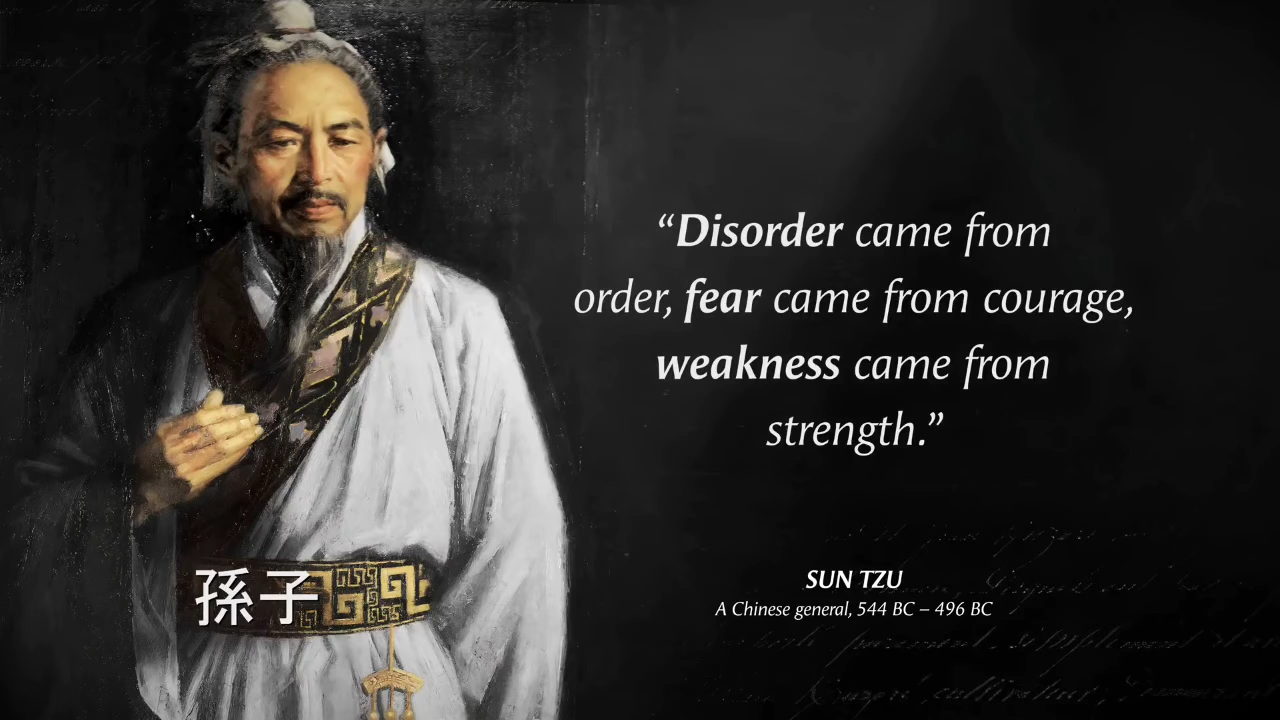 “Disorder came from
order, fear came from courage,
weakness came from
strength.”
SUN TZU
A Chinese general, 544 BC – 496 BC
孫子